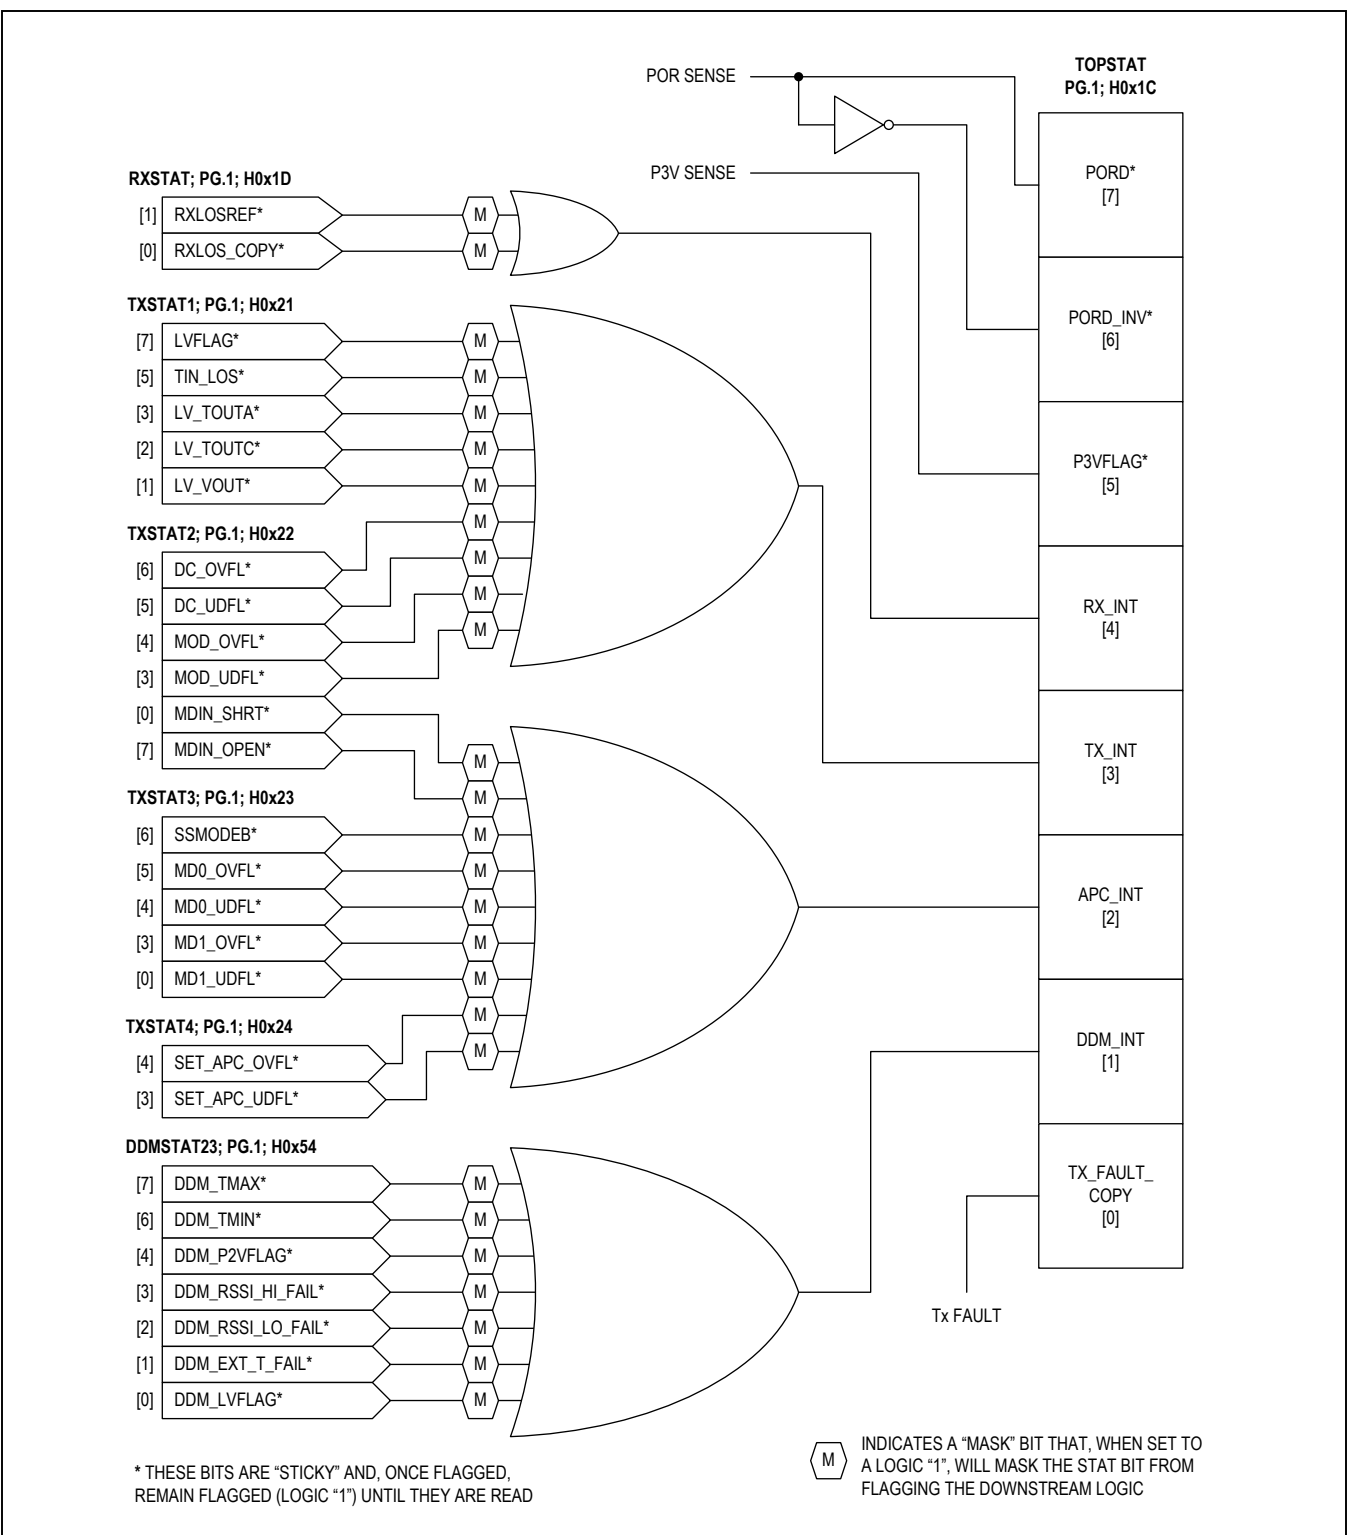 POR SENSE
P3V SENSE
TOPSTAT
PG.1; H0x1C
PORD*
[7]
PORD_INV*
[6]
P3VFLAG*
[5]
RX_INT
[4]
TX_INT
[3]
APC_INT
[2]
DDM_INT
[1]
TX_FAULT_
COPY
[0]
Tx FAULT
RXSTAT; PG.1; H0x1D
[1] RXLOSREF* M
[0] RXLOS_COPY* M
TXSTAT1; PG.1; H0x21
[7] LVFLAG* M
[5] TIN_LOS* M
[3] LV_TOUTA* M
[2] LV_TOUTC* M
[1] LV_VOUT* M
TXSTAT2; PG.1; H0x22
[6] DC_OVFL* M
[5] DC_UDFL* M
[4] MOD_OVFL* M
[3] MOD_UDFL* M
[0] MDIN_SHRT* M
[7] MDIN_OPEN* M
TXSTAT3; PG.1; H0x23
[6] SSMODEB* M
[5] MD0_OVFL* M
[4] MD0_UDFL* M
[3] MD1_OVFL* M
[0] MD1_UDFL* M
TXSTAT4; PG.1; H0x24
[4] SET_APC_OVFL* M
[3] SET_APC_UDFL* M
DDMSTAT23; PG.1; H0x54
[7] DDM_TMAX* M
[6] DDM_TMIN* M
[4] DDM_P2VFLAG* M
[3] DDM_RSSI_HI_FAIL* M
[2] DDM_RSSI_LO_FAIL* M
[1] DDM_EXT_T_FAIL* M
[0] DDM_LVFLAG* M
* THESE BITS ARE “STICKY” AND, ONCE FLAGGED,
REMAIN FLAGGED (LOGIC “1”) UNTIL THEY ARE READ
M
INDICATES A “MASK” BIT THAT, WHEN SET TO
A LOGIC “1”, WILL MASK THE STAT BIT FROM
FLAGGING THE DOWNSTREAM LOGIC